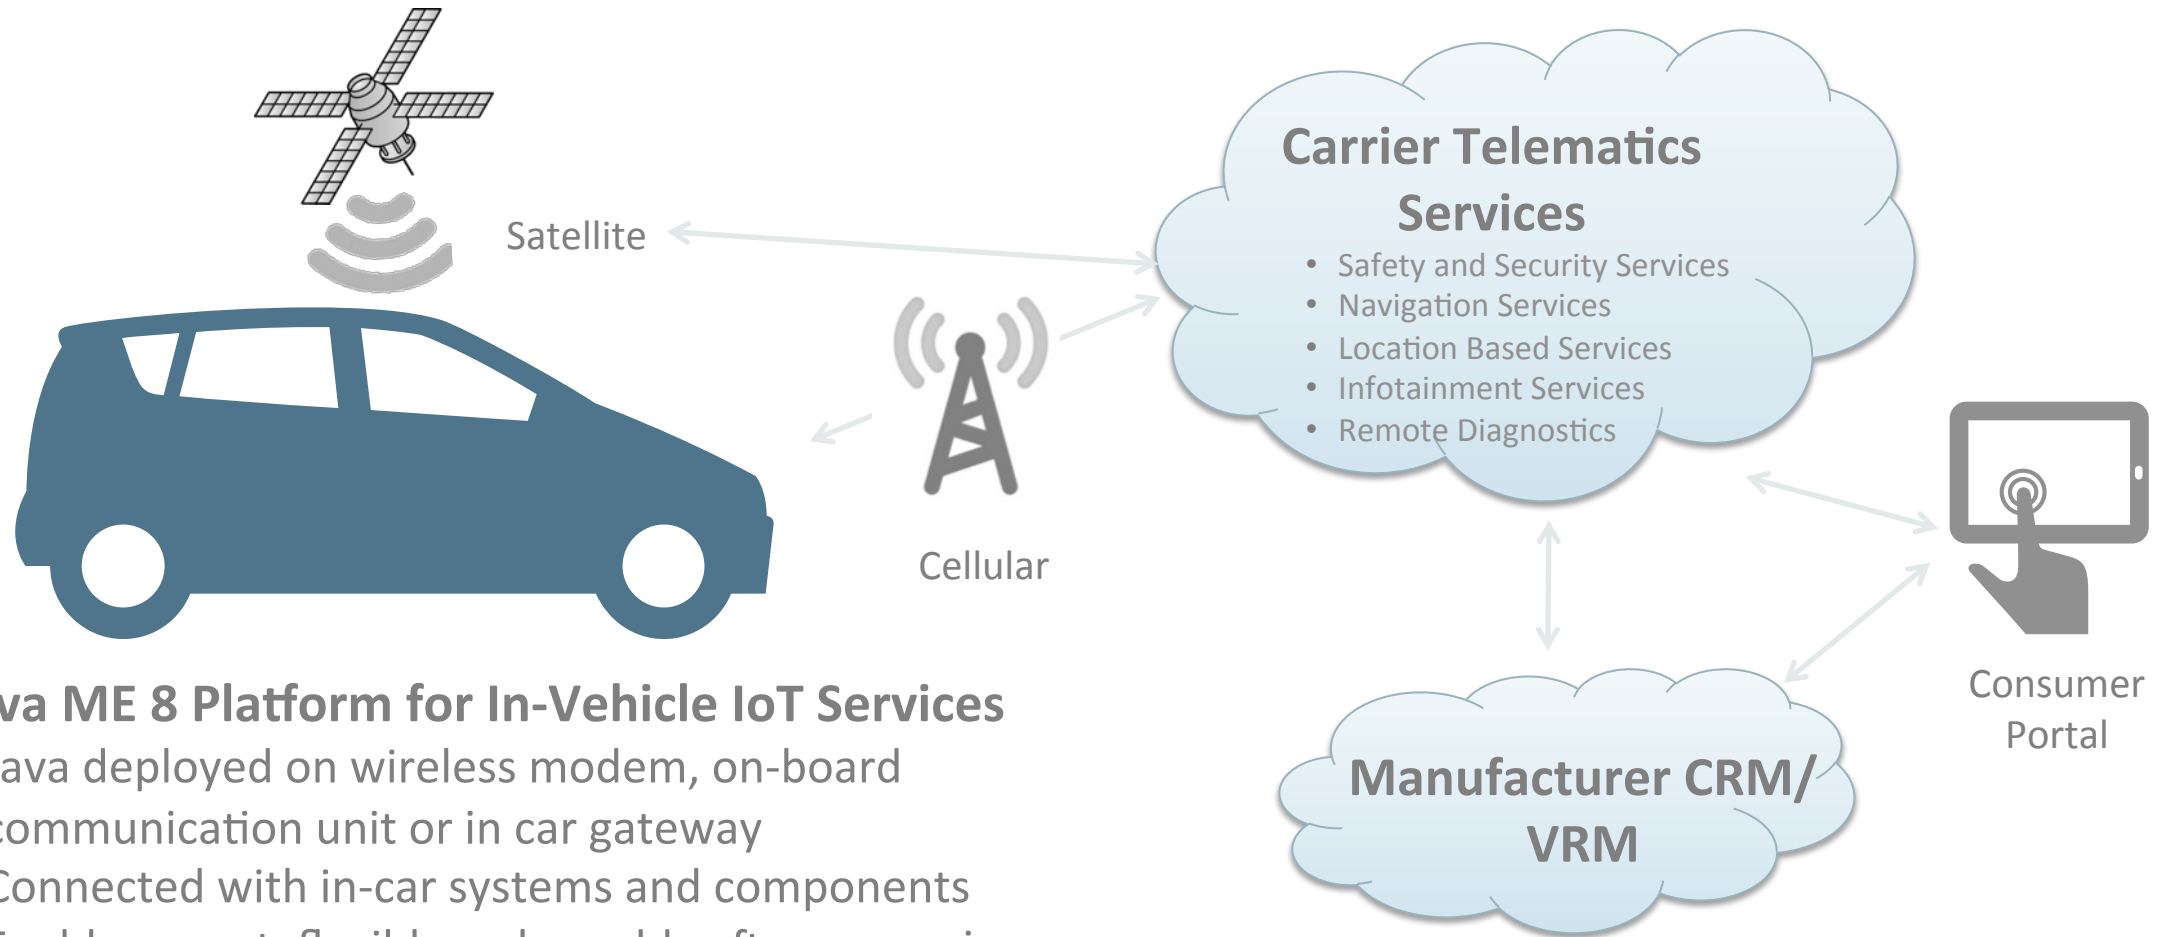 Satellite
Carrier Telematics
Services
• Safety and Security Services
• Navigation Services
• Location Based Services
• Infotainment Services
• Remote Diagnostics
Cellular
Consumer
Portal
va ME 8 Platform for In-Vehicle IoT Services
ava deployed on wireless modem, on-board
communication unit or in car gateway
Connected with in-car systems and components
Manufacturer CRM/
VRM